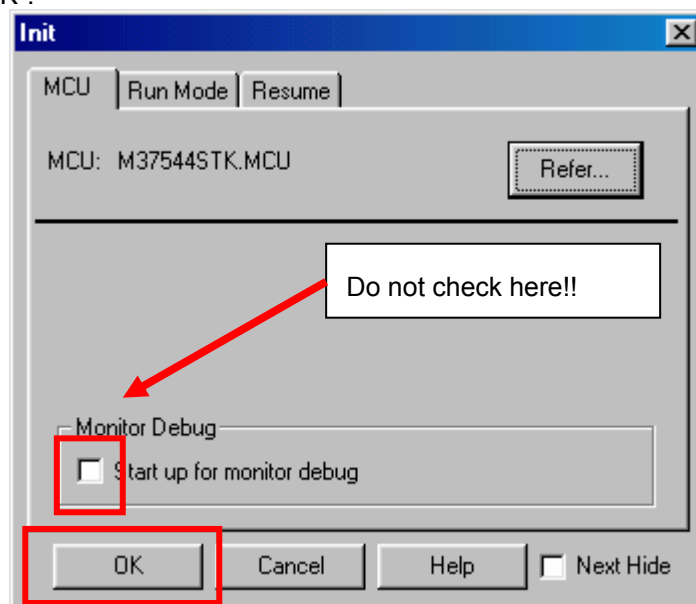 Init
MCU Run Mode Resume
MCU: M37544STK.MCU
Refer...
Do not check here!!
Monitor Debug
Start up for monitor debug
OK Cancel Help Next Hide